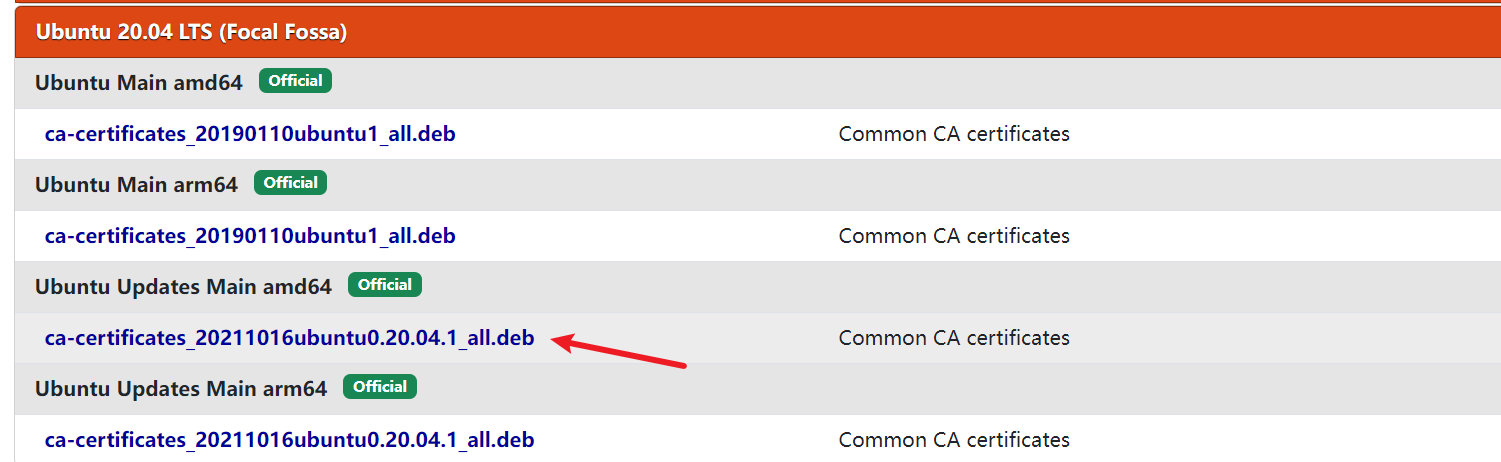 Ubuntu 20.04 LTS (Focal Fossa)
Ubuntu Main amd64 Official
ca-certificates_20190110ubuntu1_all.deb Common CA certificates
Ubuntu Main arm64 Official
ca-certificates_20190110ubuntu1_all.deb Common CA certificates
Ubuntu Updates Main amd64 Official
ca-certificates_20211016ubuntu0.20.04.1_all.deb Common CA certificates
Ubuntu Updates Main arm64 Official
ca-certificates_20211016ubuntu0.20.04.1_all.deb Common CA certificates